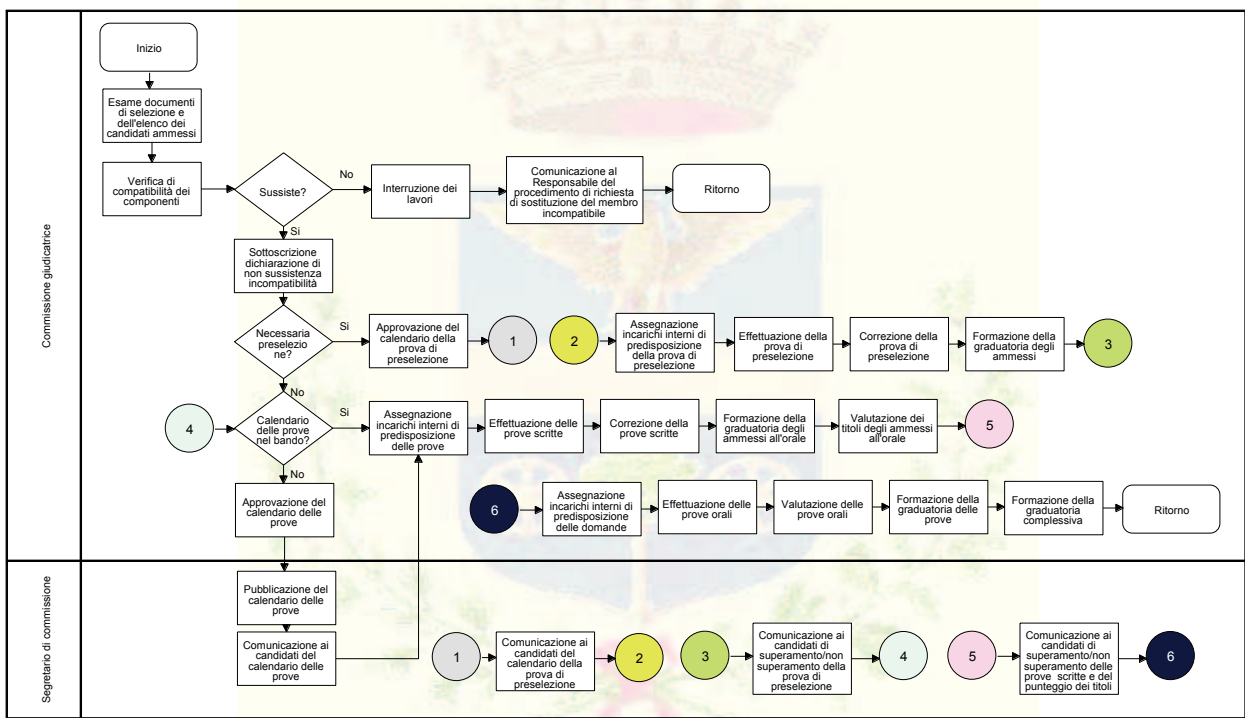 Commissione giudicatrice
Inizio
Esame documenti
di selezione e
dell'elenco dei
candidati ammessi
Verifica di
compatibilità dei
componenti
Sussiste?
No
Interruzione dei
lavori
Comunicazione al
Responsabile del
procedimento di richiesta
di sostituzione del membro
incompatibile
Ritorno
Si
Sottoscrizione
dichiarazione di
non sussistenza
incompatibilità
Necessaria
preselezio
ne?
Si
Approvazione del
calendario della
prova di
preselezione
1
2
Assegnazione
incarichi interni di
predisposizione
della prova di
preselezione
Effettuazione della
prova di
preselezione
Correzione della
prova di
preselezione
Formazione della
graduatoria degli
ammessi
3
No
4
Calendario
delle prove
nel bando?
Si
Assegnazione
incarichi interni di
predisposizione
delle prove
Effettuazione delle
prove scritte
Correzione della
prove scritte
Formazione della
graduatoria degli
ammessi all'orale
Valutazione dei
titoli degli ammessi
all'orale
5
No
Approvazione del
calendario delle
prove
6
Assegnazione
incarichi interni di
predisposizione
delle domande
Effettuazione delle
prove orali
Valutazione delle
prove orali
Formazione della
graduatoria delle
prove
Formazione della
graduatoria
complessiva
Ritorno
Segretario di commissione
Pubblicazione del
calendario delle
prove
Comunicazione ai
candidati del
calendario delle
prove
1
Comunicazione ai
candidati del
calendario della
prova di
preselezione
2
3
Comunicazione ai
candidati di
superamento/non
superamento della
prova di
preselezione
4
5
Comunicazione ai
candidati di
superamento/non
superamento delle
prove scritte e del
punteggio dei titoli
6